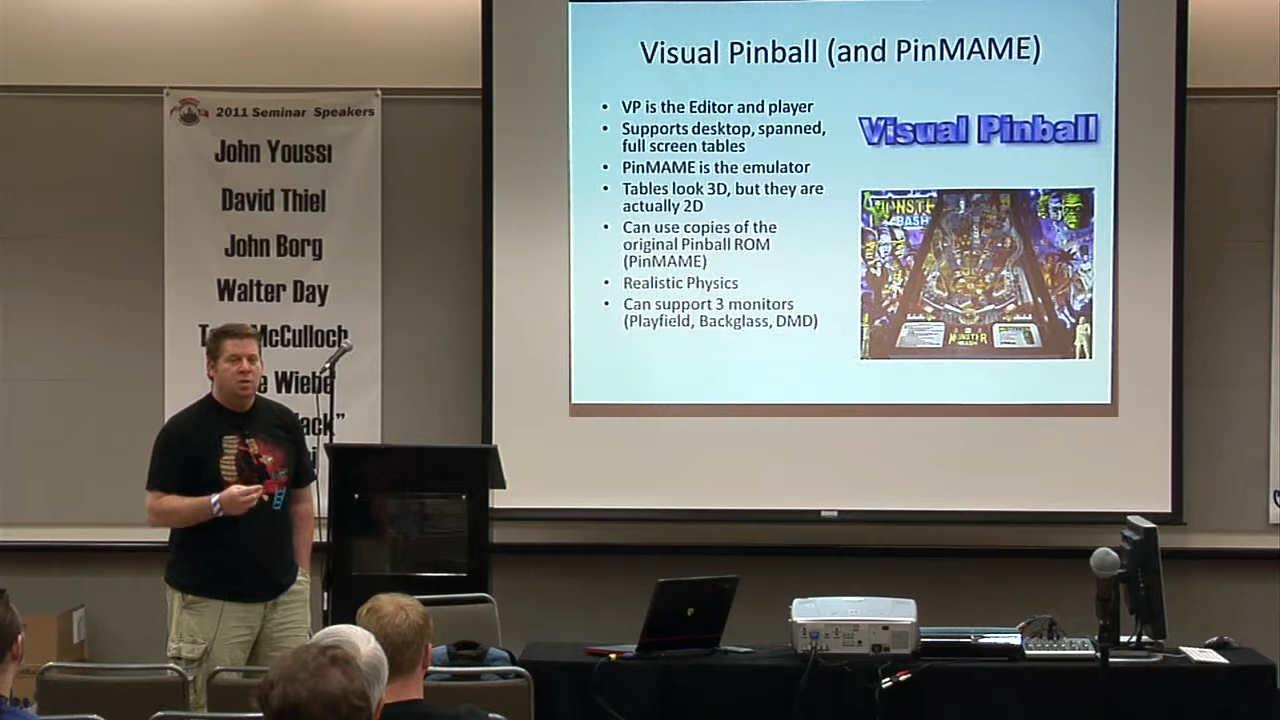 2011 Seminar Speakers
John Youssi
David Thiel
John Borg
Walter Day
McCulloch
Wiebe
ack"
Visual Pinball (and PinMAME)
• VP is the Editor and player
• Supports desktop, spanned,
full screen tables
• PinMAME is the emulator
• Tables look 3D, but they are
actually 2D
• Can use copies of the
original Pinball ROM
(PinMAME)
• Realistic Physics
• Can support 3 monitors
(Playfield, Backglass, DMD)
Visual Pinball
MONSTER
BASH
MONSTER
BASH